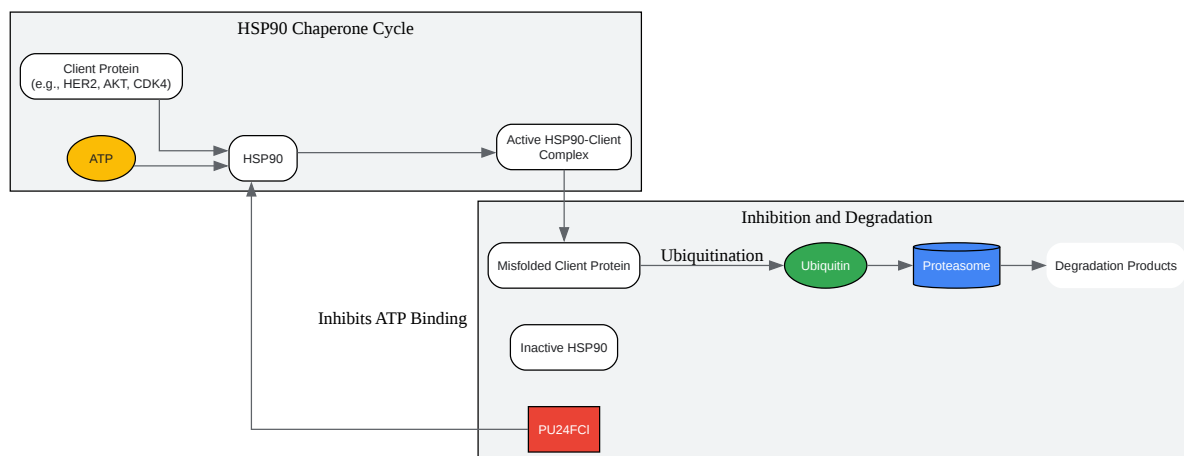 HSP90 Chaperone Cycle
Client Protein
(e.g., HER2, AKT, CDK4)
ATP
HSP90
Active HSP90-Client
Complex
Inhibition and Degradation
Misfolded Client Protein
Ubiquitination
Ubiquitin
Proteasome
Degradation Products
Inhibits ATP Binding
Inactive HSP90
PU24FCl